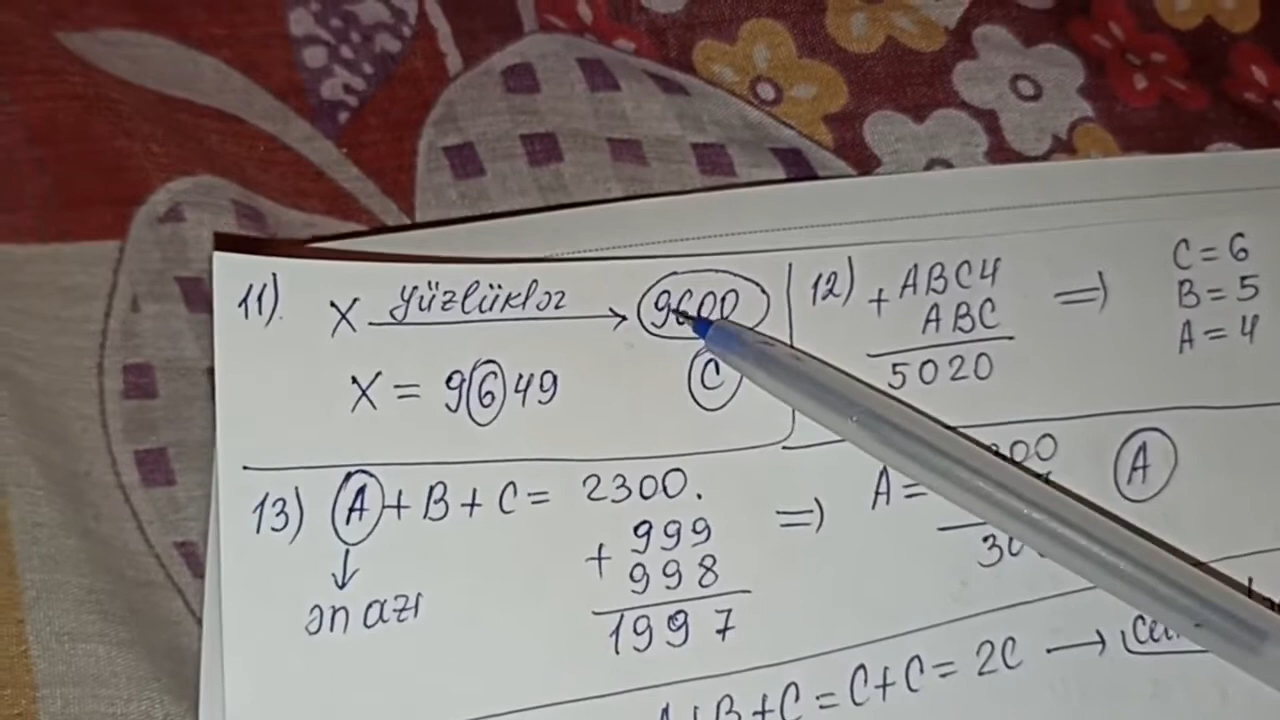 11). X yüzlüklər → 9600
X = 9649
C
12) + ABC4 ⇒ C = 6
ABC B = 5
5020 A = 4
13) A + B + C = 2300. ⇒ A =
ən azı
+ 999
998
1997
A
A + B + C = C + C = 2C →